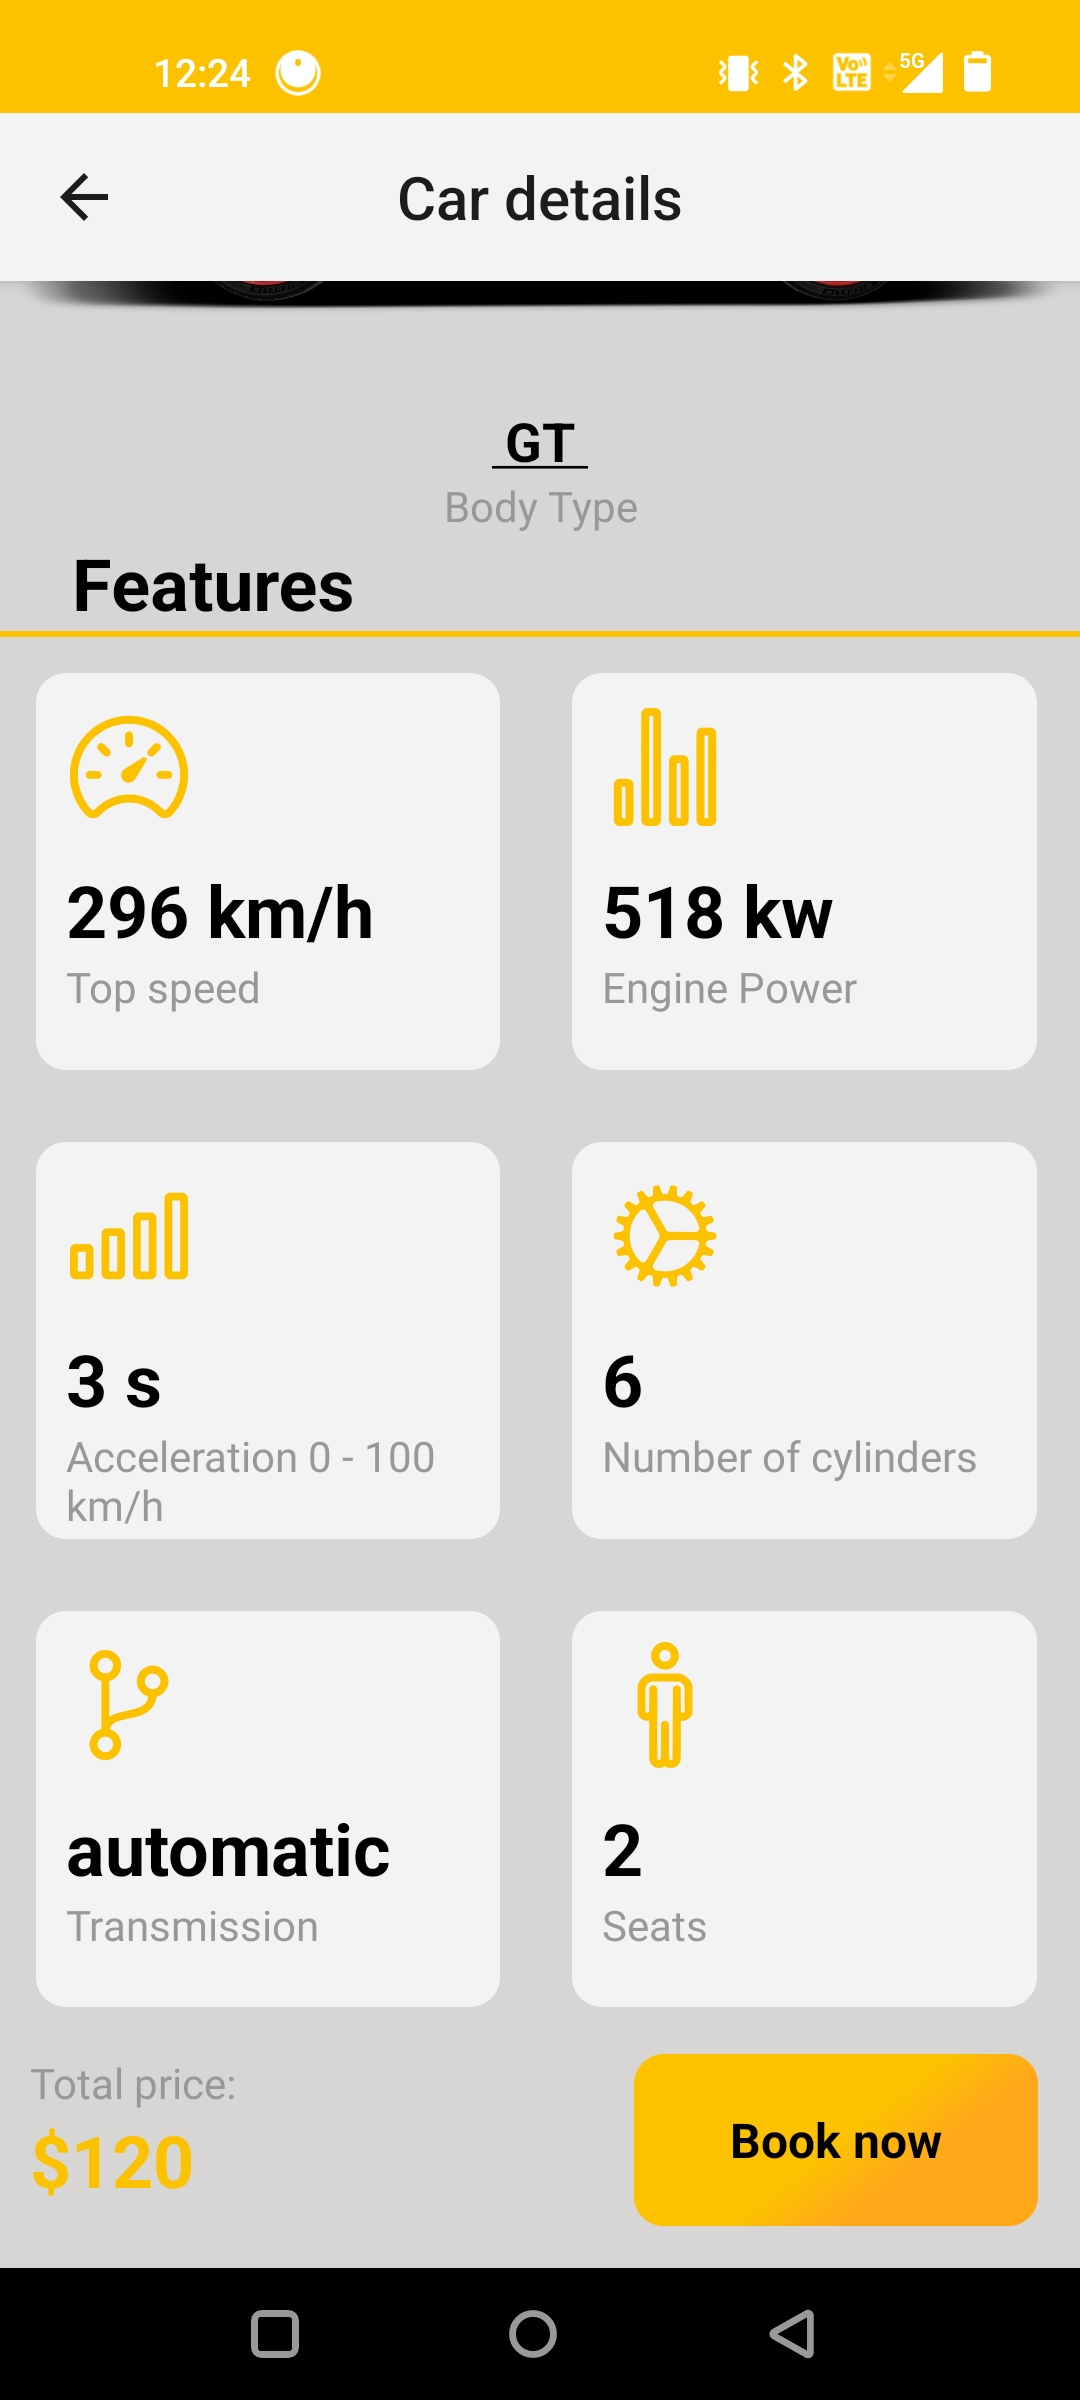 12:24
5G
Vo LTE
Car details
GT
Body Type
Features
296 km/h
Top speed
518 kw
Engine Power
3 s
Acceleration 0 - 100
km/h
6
Number of cylinders
automatic
Transmission
2
Seats
Total price:
$120
Book now